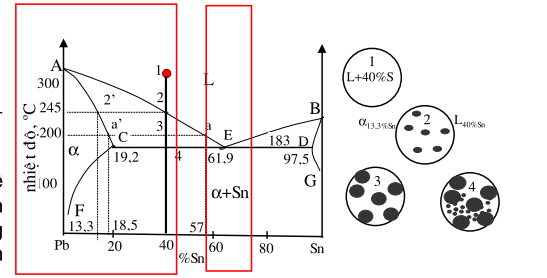 nhiệt độ, °C
A
300
245
200
100
1
2
3
4
2'
a'
a
L
C
E
B
D
G
F
α
19,2
61,9
183
97,5
α+Sn
13,3
18,5
57
Pb
20
40
60
80
Sn
%Sn
1
L+40%S
α13,3%Sn
2
L40%Sn
3
4